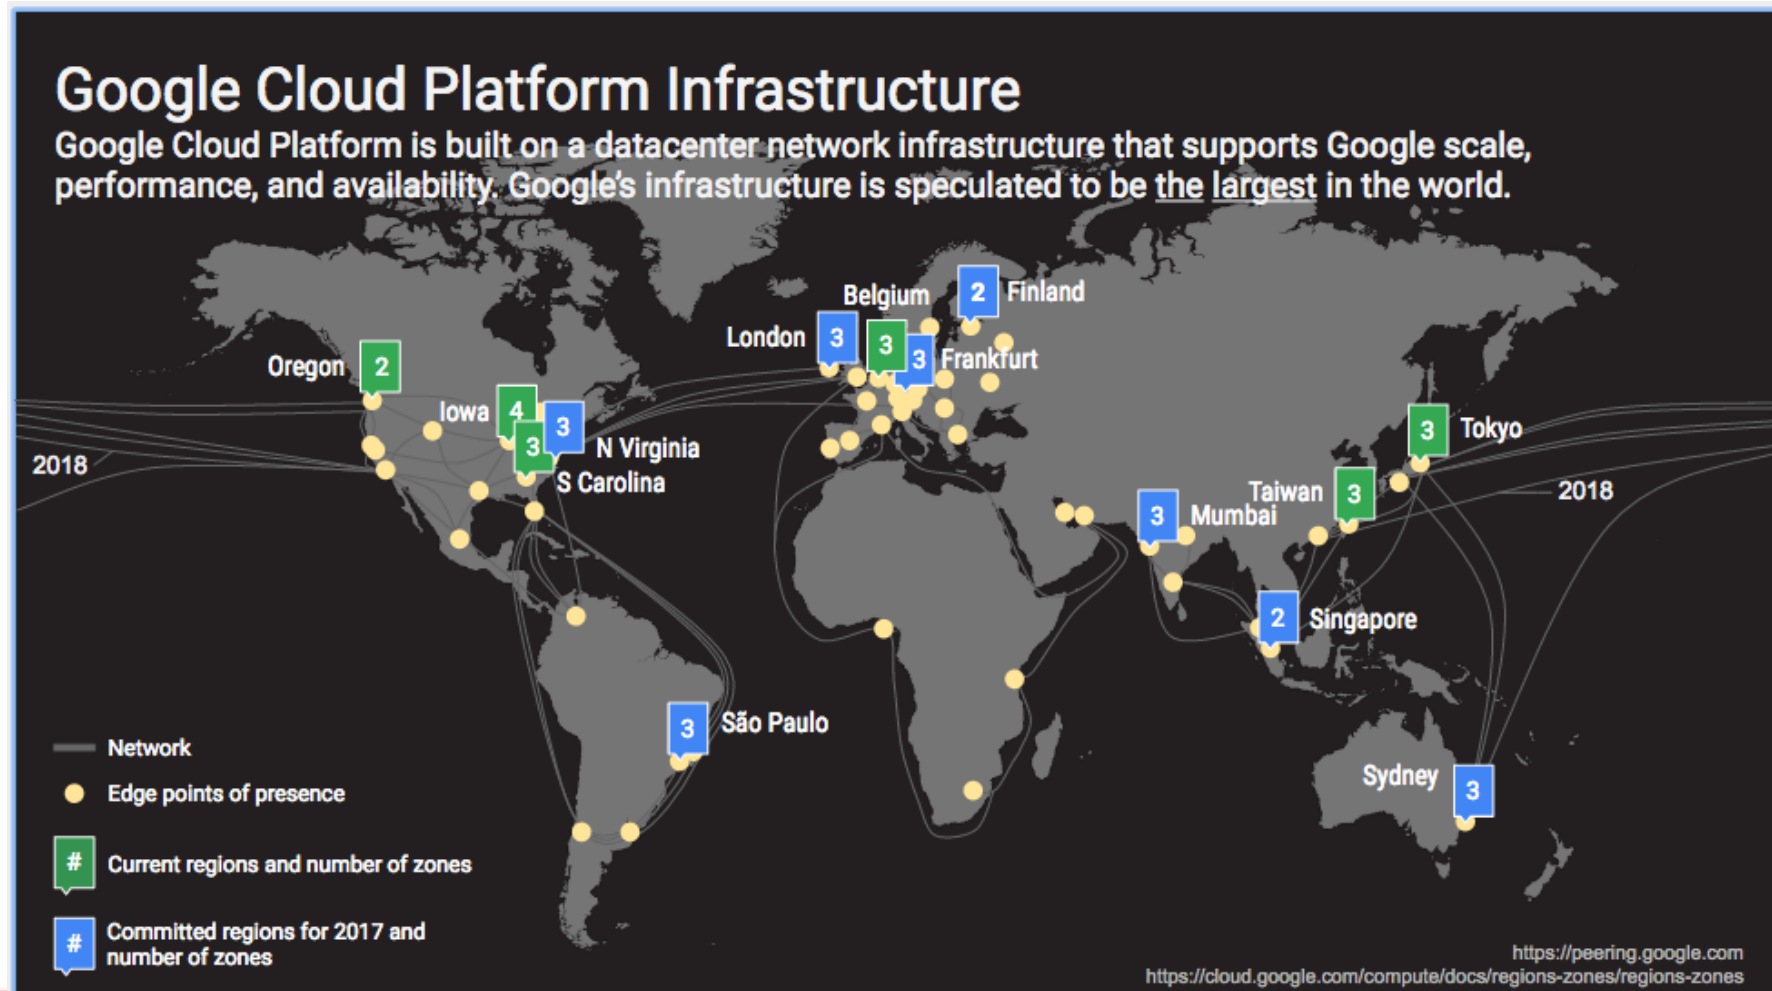 Google Cloud Platform Infrastructure
Google Cloud Platform is built on a datacenter network infrastructure that supports Google scale,
performance, and availability. Google's infrastructure is speculated to be the largest in the world.
2
Finland
Belgium
London
3
3
3
Frankfurt
Oregon
2
Iowa
4
3
3
N Virginia
S Carolina
3
Tokyo
2018
Taiwan
3
2018
3
Mumbai
2
Singapore
3
São Paulo
Sydney
3
Network
Edge points of presence
# Current regions and number of zones
# Committed regions for 2017 and
number of zones
https://peering.google.com
https://cloud.google.com/compute/docs/regions-zones/regions-zones